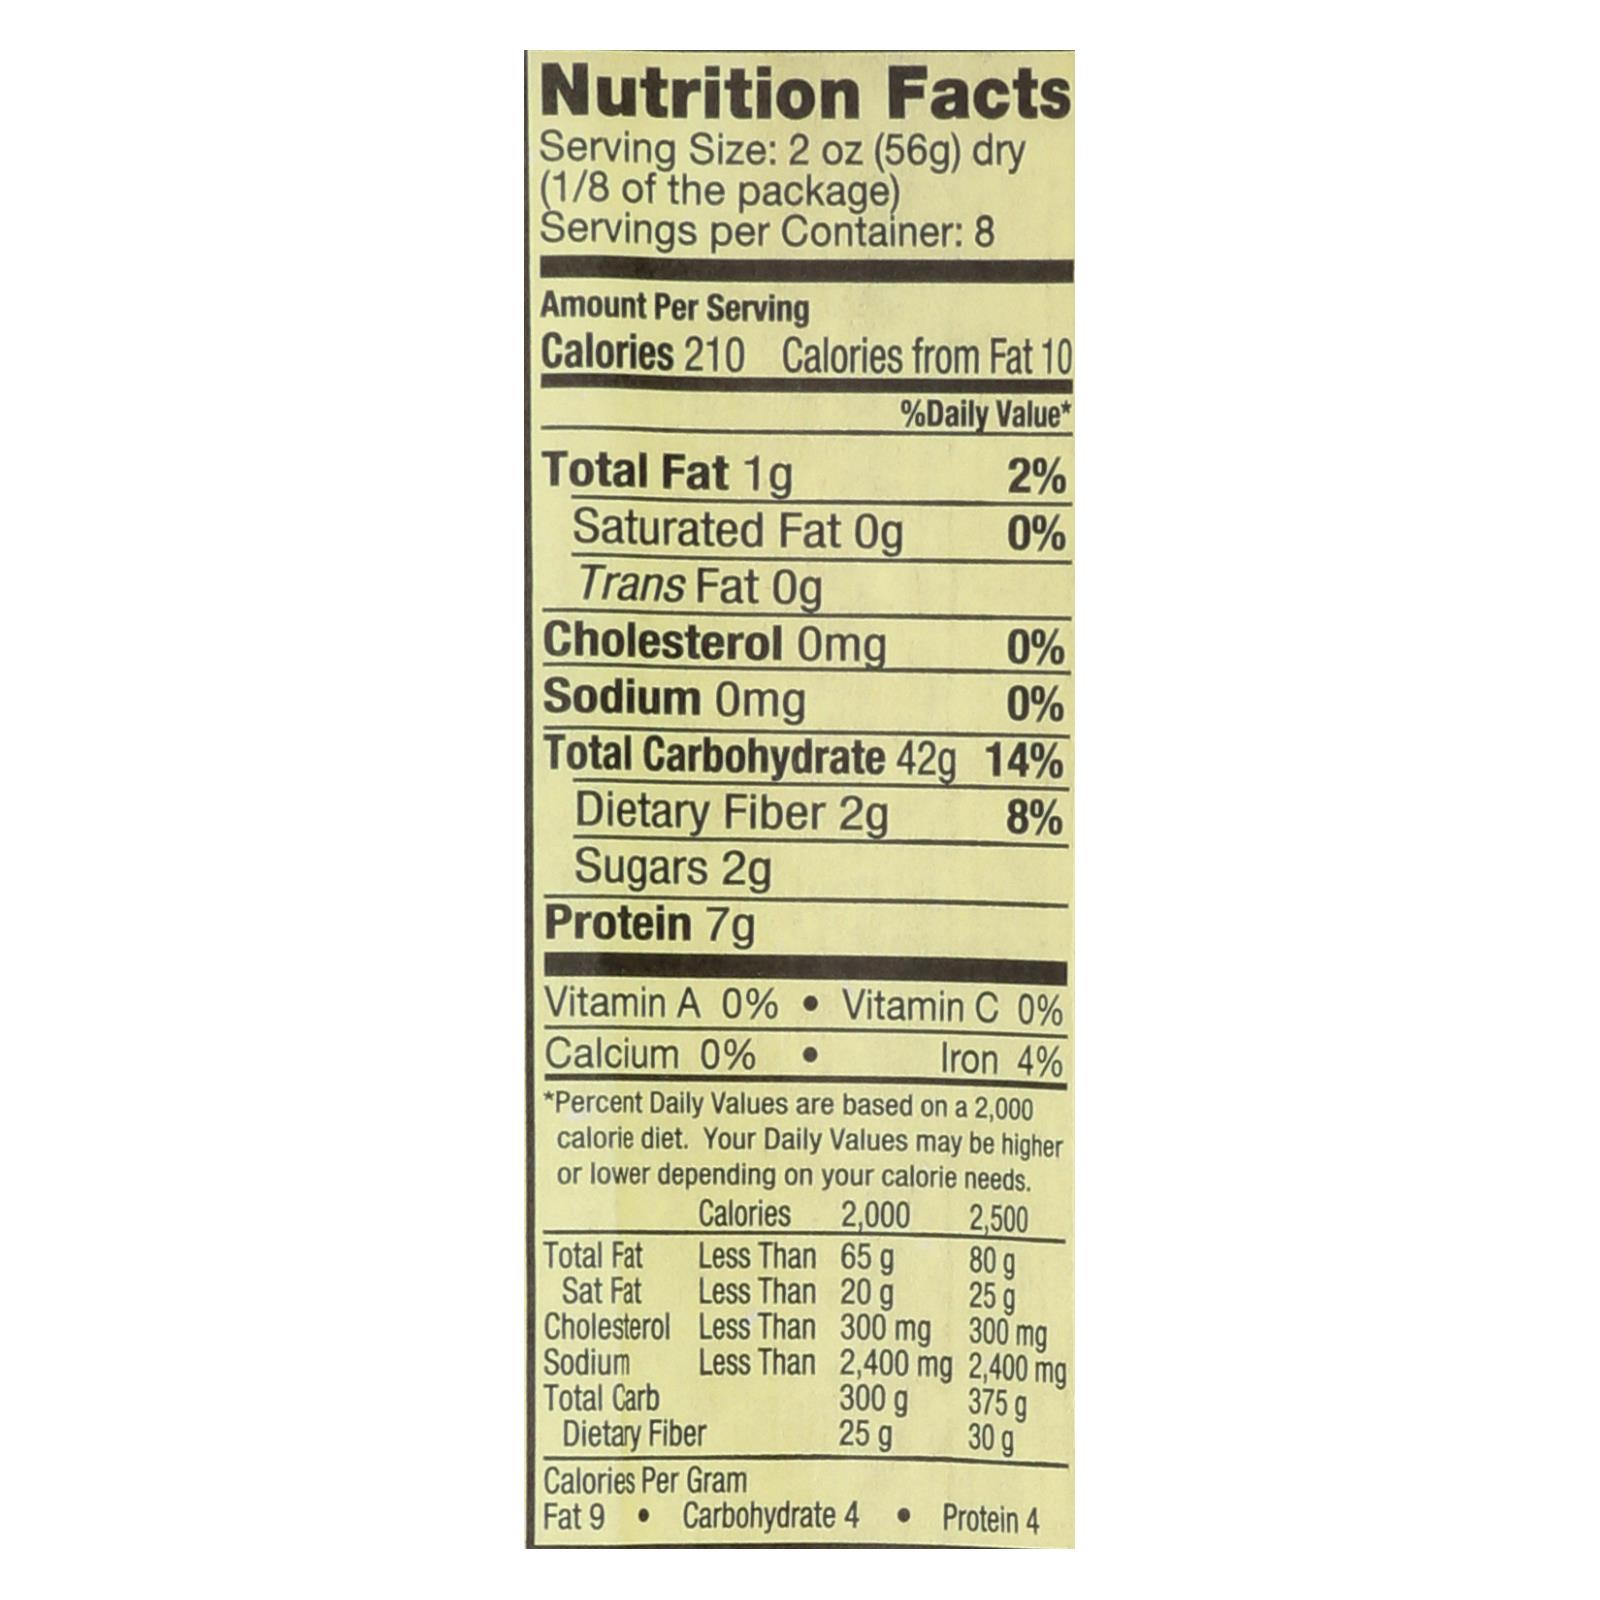 Nutrition Facts
Serving Size: 2 oz (56g) dry
(1/8 of the package)
Servings per Container: 8
Amount Per Serving
Calories 210 Calories from Fat 10
%Daily Value*
Total Fat 1g 2%
Saturated Fat 0g 0%
Trans Fat 0g
Cholesterol 0mg 0%
Sodium 0mg 0%
Total Carbohydrate 42g 14%
Dietary Fiber 2g 8%
Sugars 2g
Protein 7g
Vitamin A 0% • Vitamin C 0%
Calcium 0% • Iron 4%
*Percent Daily Values are based on a 2,000
calorie diet. Your Daily Values may be higher
or lower depending on your calorie needs.
Calories 2,000 2,500
Total Fat Less Than 65 g 80 g
Sat Fat Less Than 20 g 25 g
Cholesterol Less Than 300 mg 300 mg
Sodium Less Than 2,400 mg 2,400 mg
Total Carb 300 g 375 g
Dietary Fiber 25 g 30 g
Calories Per Gram
Fat 9 • Carbohydrate 4 • Protein 4